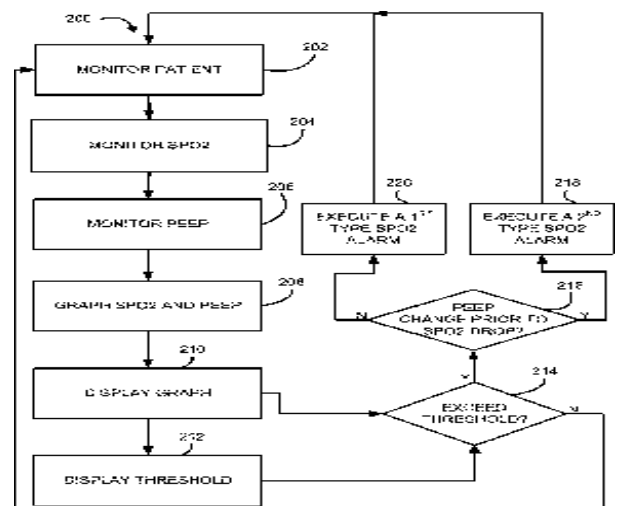 200
MONITOR PATIENT
202
MONITOR SPO2
204
MONITOR PEEP
206
GRAPH SPO2 AND PEEP
208
210
DISPLAY GRAPH
212
DISPLAY THRESHOLD
220
EXECUTE A 1ST
TYPE SPO2
ALARM
218
EXECUTE A 2ND
TYPE SPO2
ALARM
216
PEEP
CHANGE PRIOR TO
SPO2 DROP?
N
Y
214
Y
EXCEED
THRESHOLD?
N